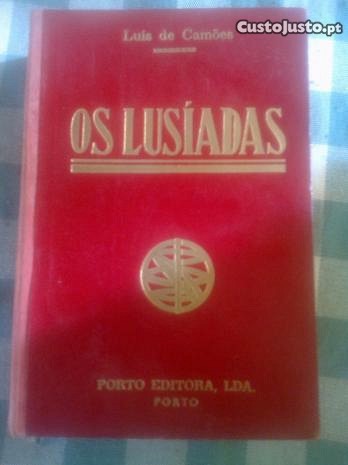 CustoJusto.pt
Luís de Camões
OS LUSÍADAS
PORTO EDITORA, LDA.
PORTO